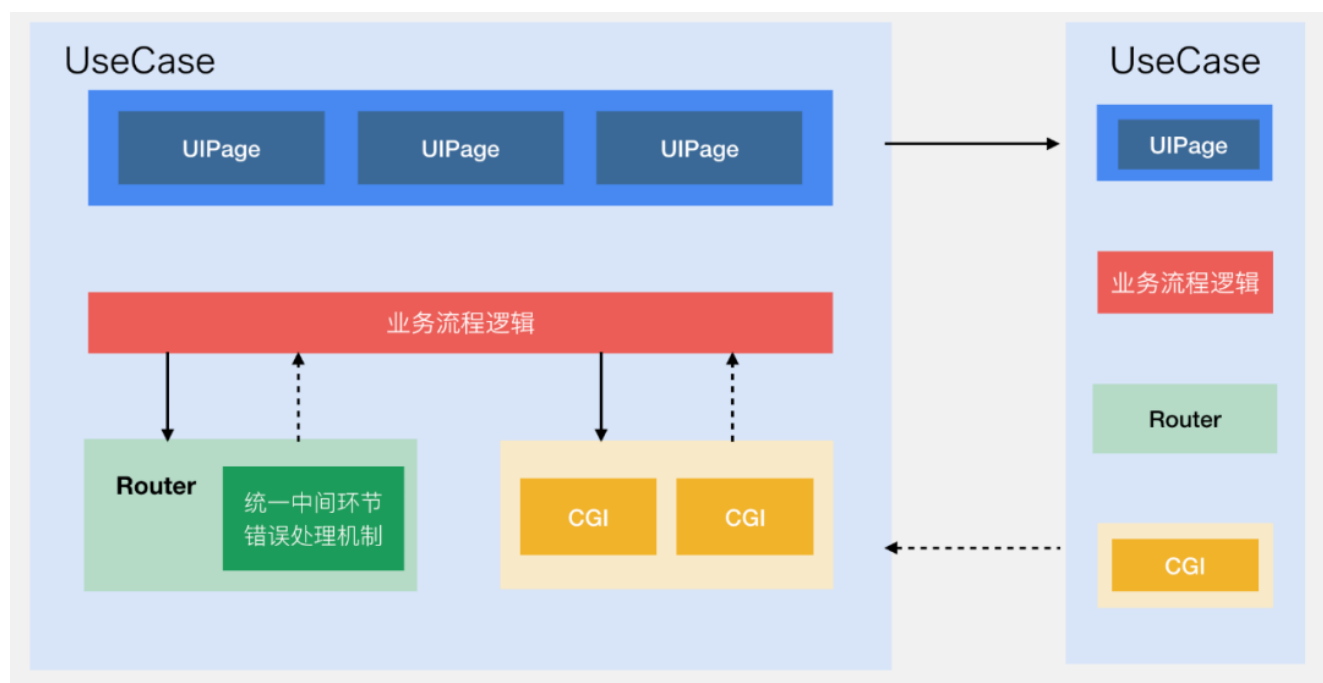 UseCase
UIPage
UIPage
UIPage
业务流程逻辑
Router
统一中间环节
错误处理机制
CGI
CGI
UseCase
UIPage
业务流程逻辑
Router
CGI